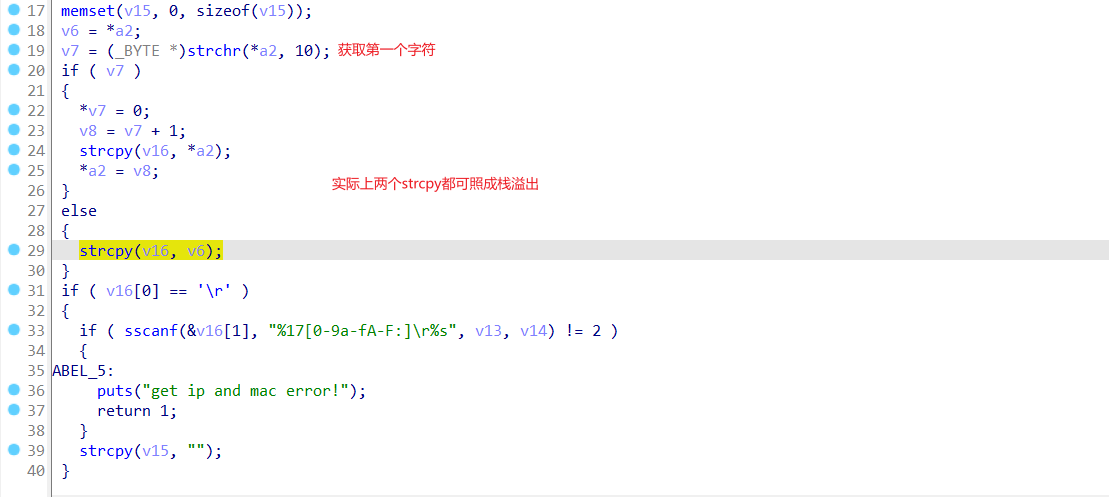 17 memset(v15, 0, sizeof(v15));
18 v6 = *a2;
19 v7 = (_BYTE *)strchr(*a2, 10); 获取第一个字符
20 if ( v7 )
21 {
22 *v7 = 0;
23 v8 = v7 + 1;
24 strcpy(v16, *a2);
25 *a2 = v8;
实际上两个strcpy都可照成栈溢出
26 }
27 else
28 {
29 strcpy(v16, v6);
30 }
31 if ( v16[0] == '\r' )
32 {
33 if ( sscanf(&v16[1], "%17[0-9a-fA-F:]\r%s", v13, v14) != 2 )
34 {
35 ABEL_5:
36 puts("get ip and mac error!");
37 return 1;
38 }
39 strcpy(v15, "");
40 }